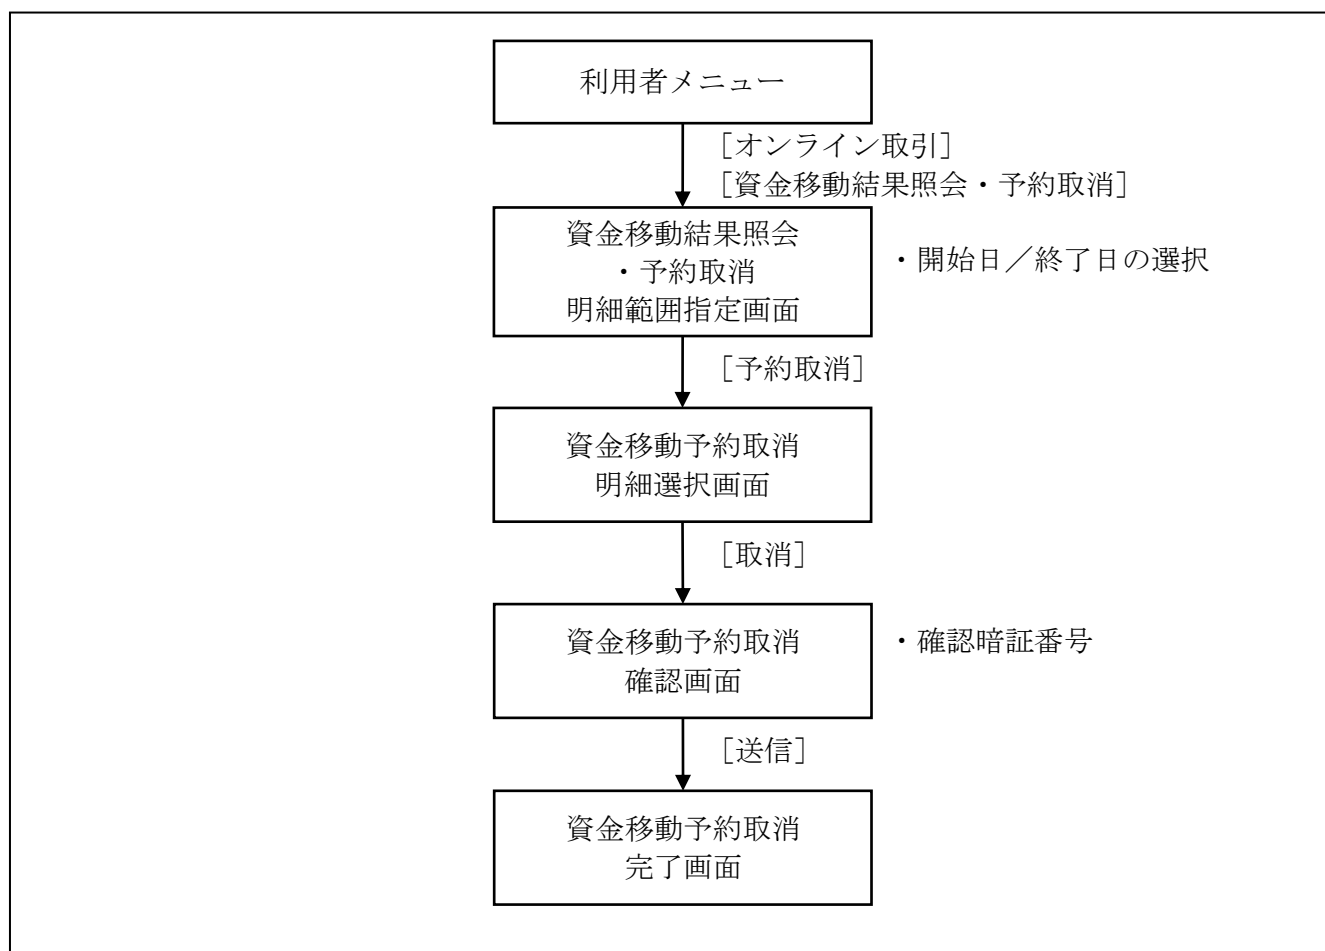 利用者メニュー
［オンライン取引］
［資金移動結果照会・予約取消］
資金移動結果照会
・予約取消
明細範囲指定画面
・開始日／終了日の選択
［予約取消］
資金移動予約取消
明細選択画面
［取消］
資金移動予約取消
確認画面
・確認暗証番号
［送信］
資金移動予約取消
完了画面